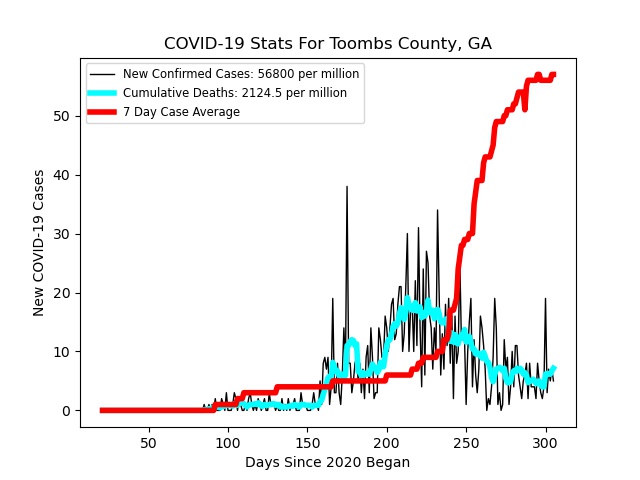 COVID-19 Stats For Toombs County, GA
New Confirmed Cases: 56800 per million
Cumulative Deaths: 2124.5 per million
7 Day Case Average
New COVID-19 Cases
50
40
30
20
10
0
50 100 150 200 250 300
Days Since 2020 Began